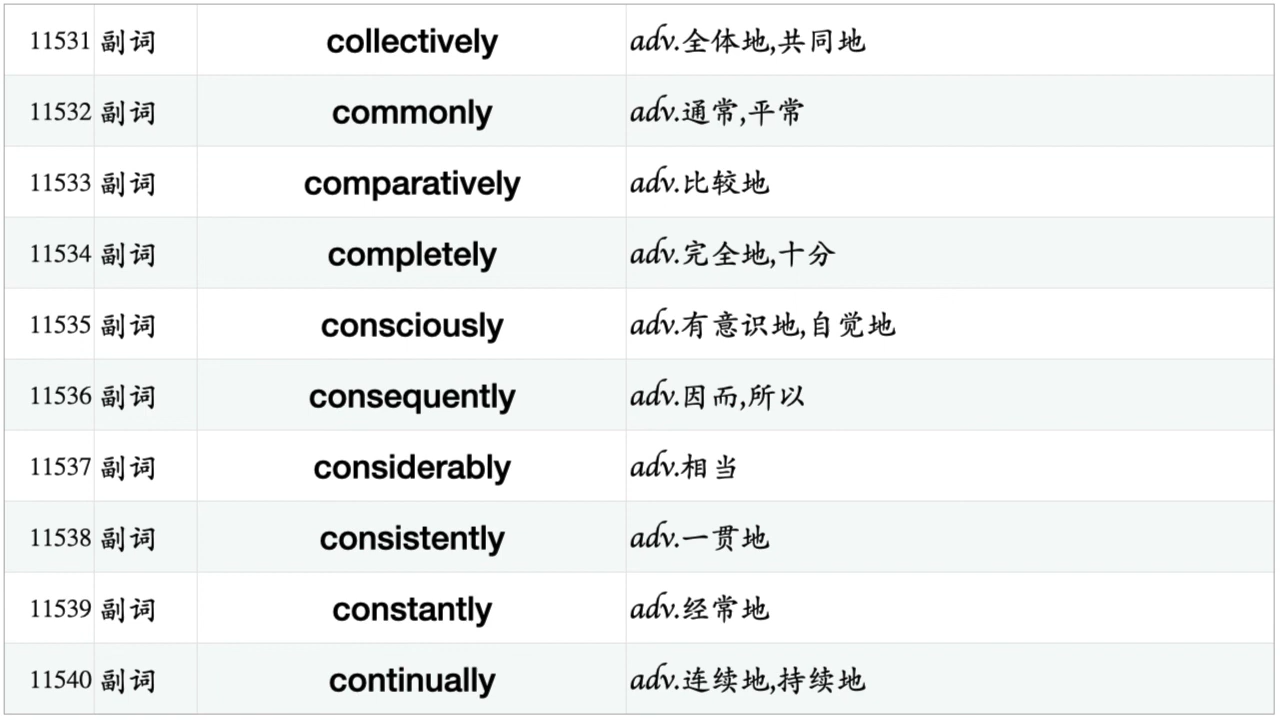 11531 副词 collectively adv.全体地,共同地
11532 副词 commonly adv.通常,平常
11533 副词 comparatively adv.比较地
11534 副词 completely adv.完全地,十分
11535 副词 consciously adv.有意识地,自觉地
11536 副词 consequently adv.因而,所以
11537 副词 considerably adv.相当
11538 副词 consistently adv.一贯地
11539 副词 constantly adv.经常地
11540 副词 continually adv.连续地,持续地